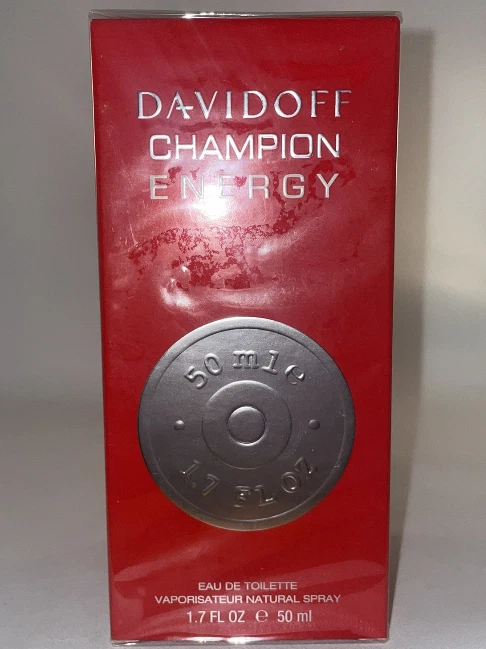 DAVIDOFF
CHAMPION
ENERGY
50 mle
1.7 FL OZ
EAU DE TOILETTE
VAPORISATEUR NATURAL SPRAY
1.7 FL OZ ℮ 50 ml